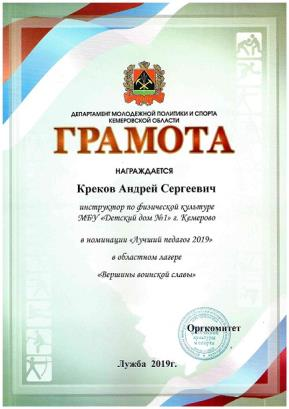 ДЕПАРТАМЕНТ МОЛОДЕЖНОЙ ПОЛИТИКИ И СПОРТА
КЕМЕРОВСКОЙ ОБЛАСТИ
ГРАМОТА
НАГРАЖДАЕТСЯ
Креков Андрей Сергеевич
инструктор по физической культуре
МБУ «Детский дом №1» г. Кемерово
в номинации «Лучший педагог 2019»
в областном лагере
«Вершины воинской славы»
Оргкомитет
Лужба 2019г.